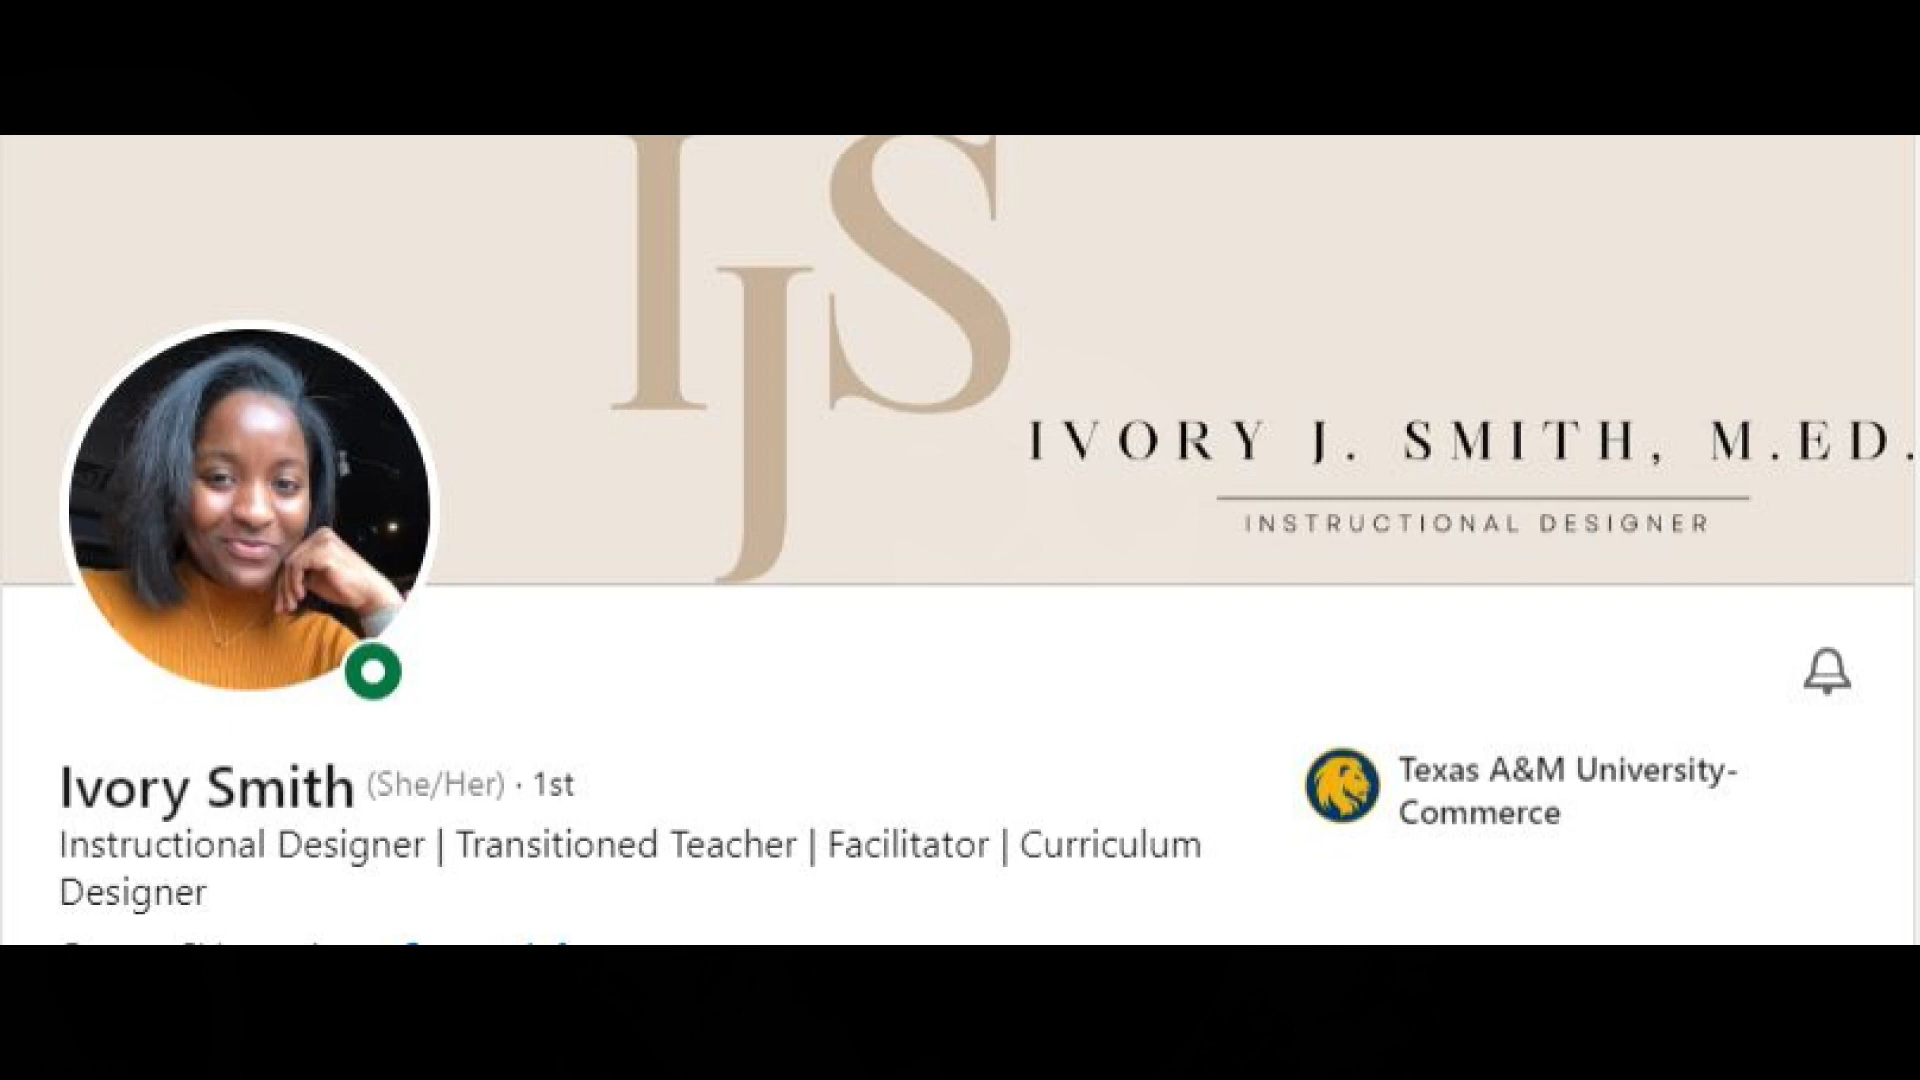 IJS
IVORY J. SMITH, M.ED.
INSTRUCTIONAL DESIGNER
Ivory Smith (She/Her) · 1st
Instructional Designer | Transitioned Teacher | Facilitator | Curriculum
Designer
Texas A&M University-
Commerce